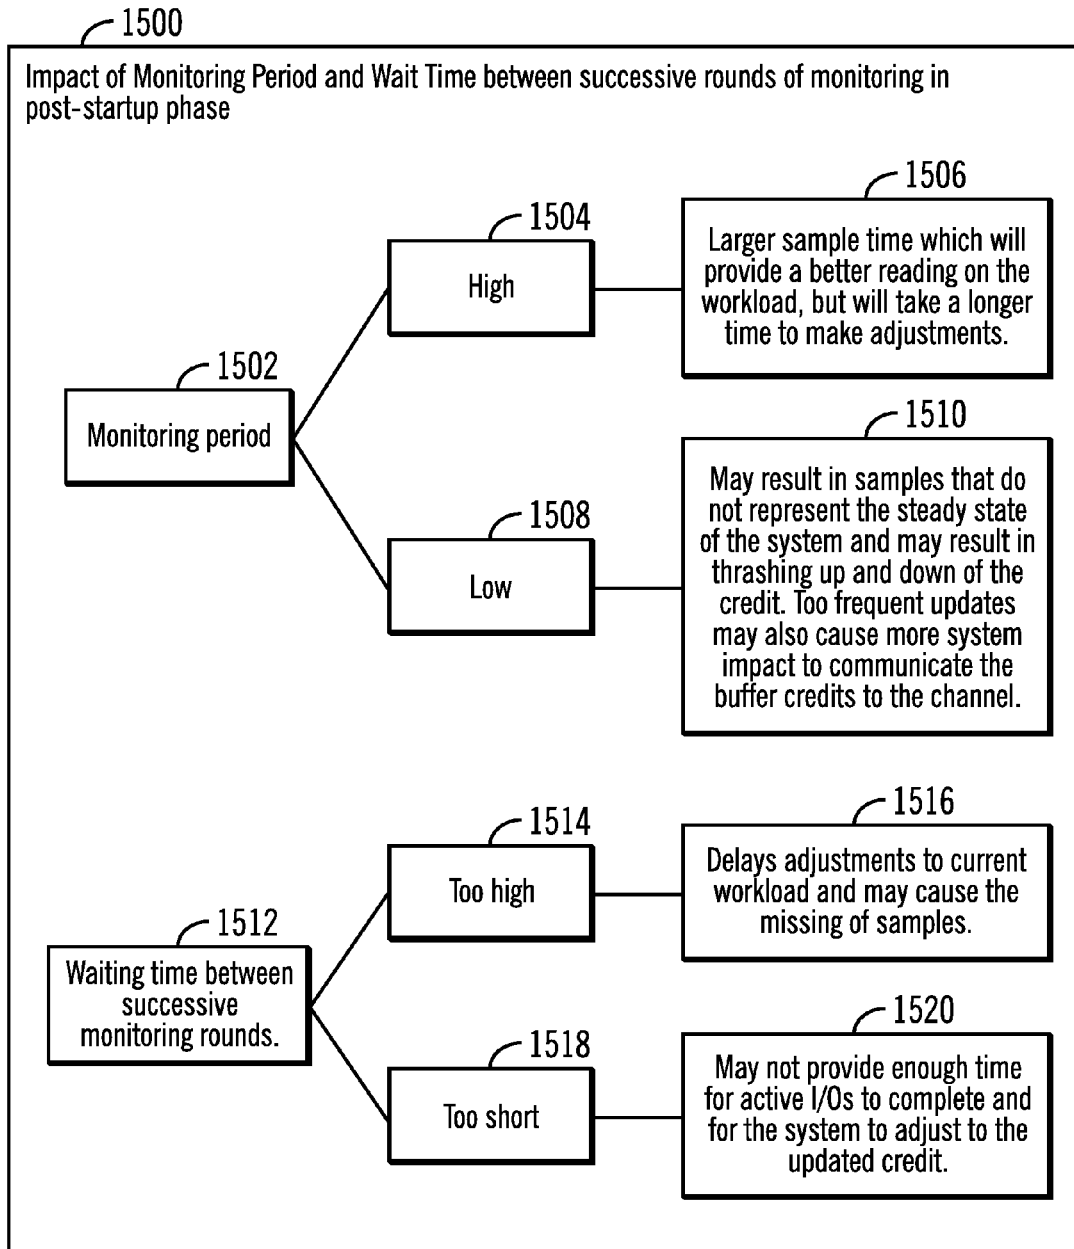 1500
Impact of Monitoring Period and Wait Time between successive rounds of monitoring in
post-startup phase
1502
Monitoring period
1504
High
1506
Larger sample time which will
provide a better reading on the
workload, but will take a longer
time to make adjustments.
1508
Low
1510
May result in samples that do
not represent the steady state
of the system and may result in
thrashing up and down of the
credit. Too frequent updates
may also cause more system
impact to communicate the
buffer credits to the channel.
1512
Waiting time between
successive
monitoring rounds.
1514
Too high
1516
Delays adjustments to current
workload and may cause the
missing of samples.
1518
Too short
1520
May not provide enough time
for active I/Os to complete and
for the system to adjust to the
updated credit.